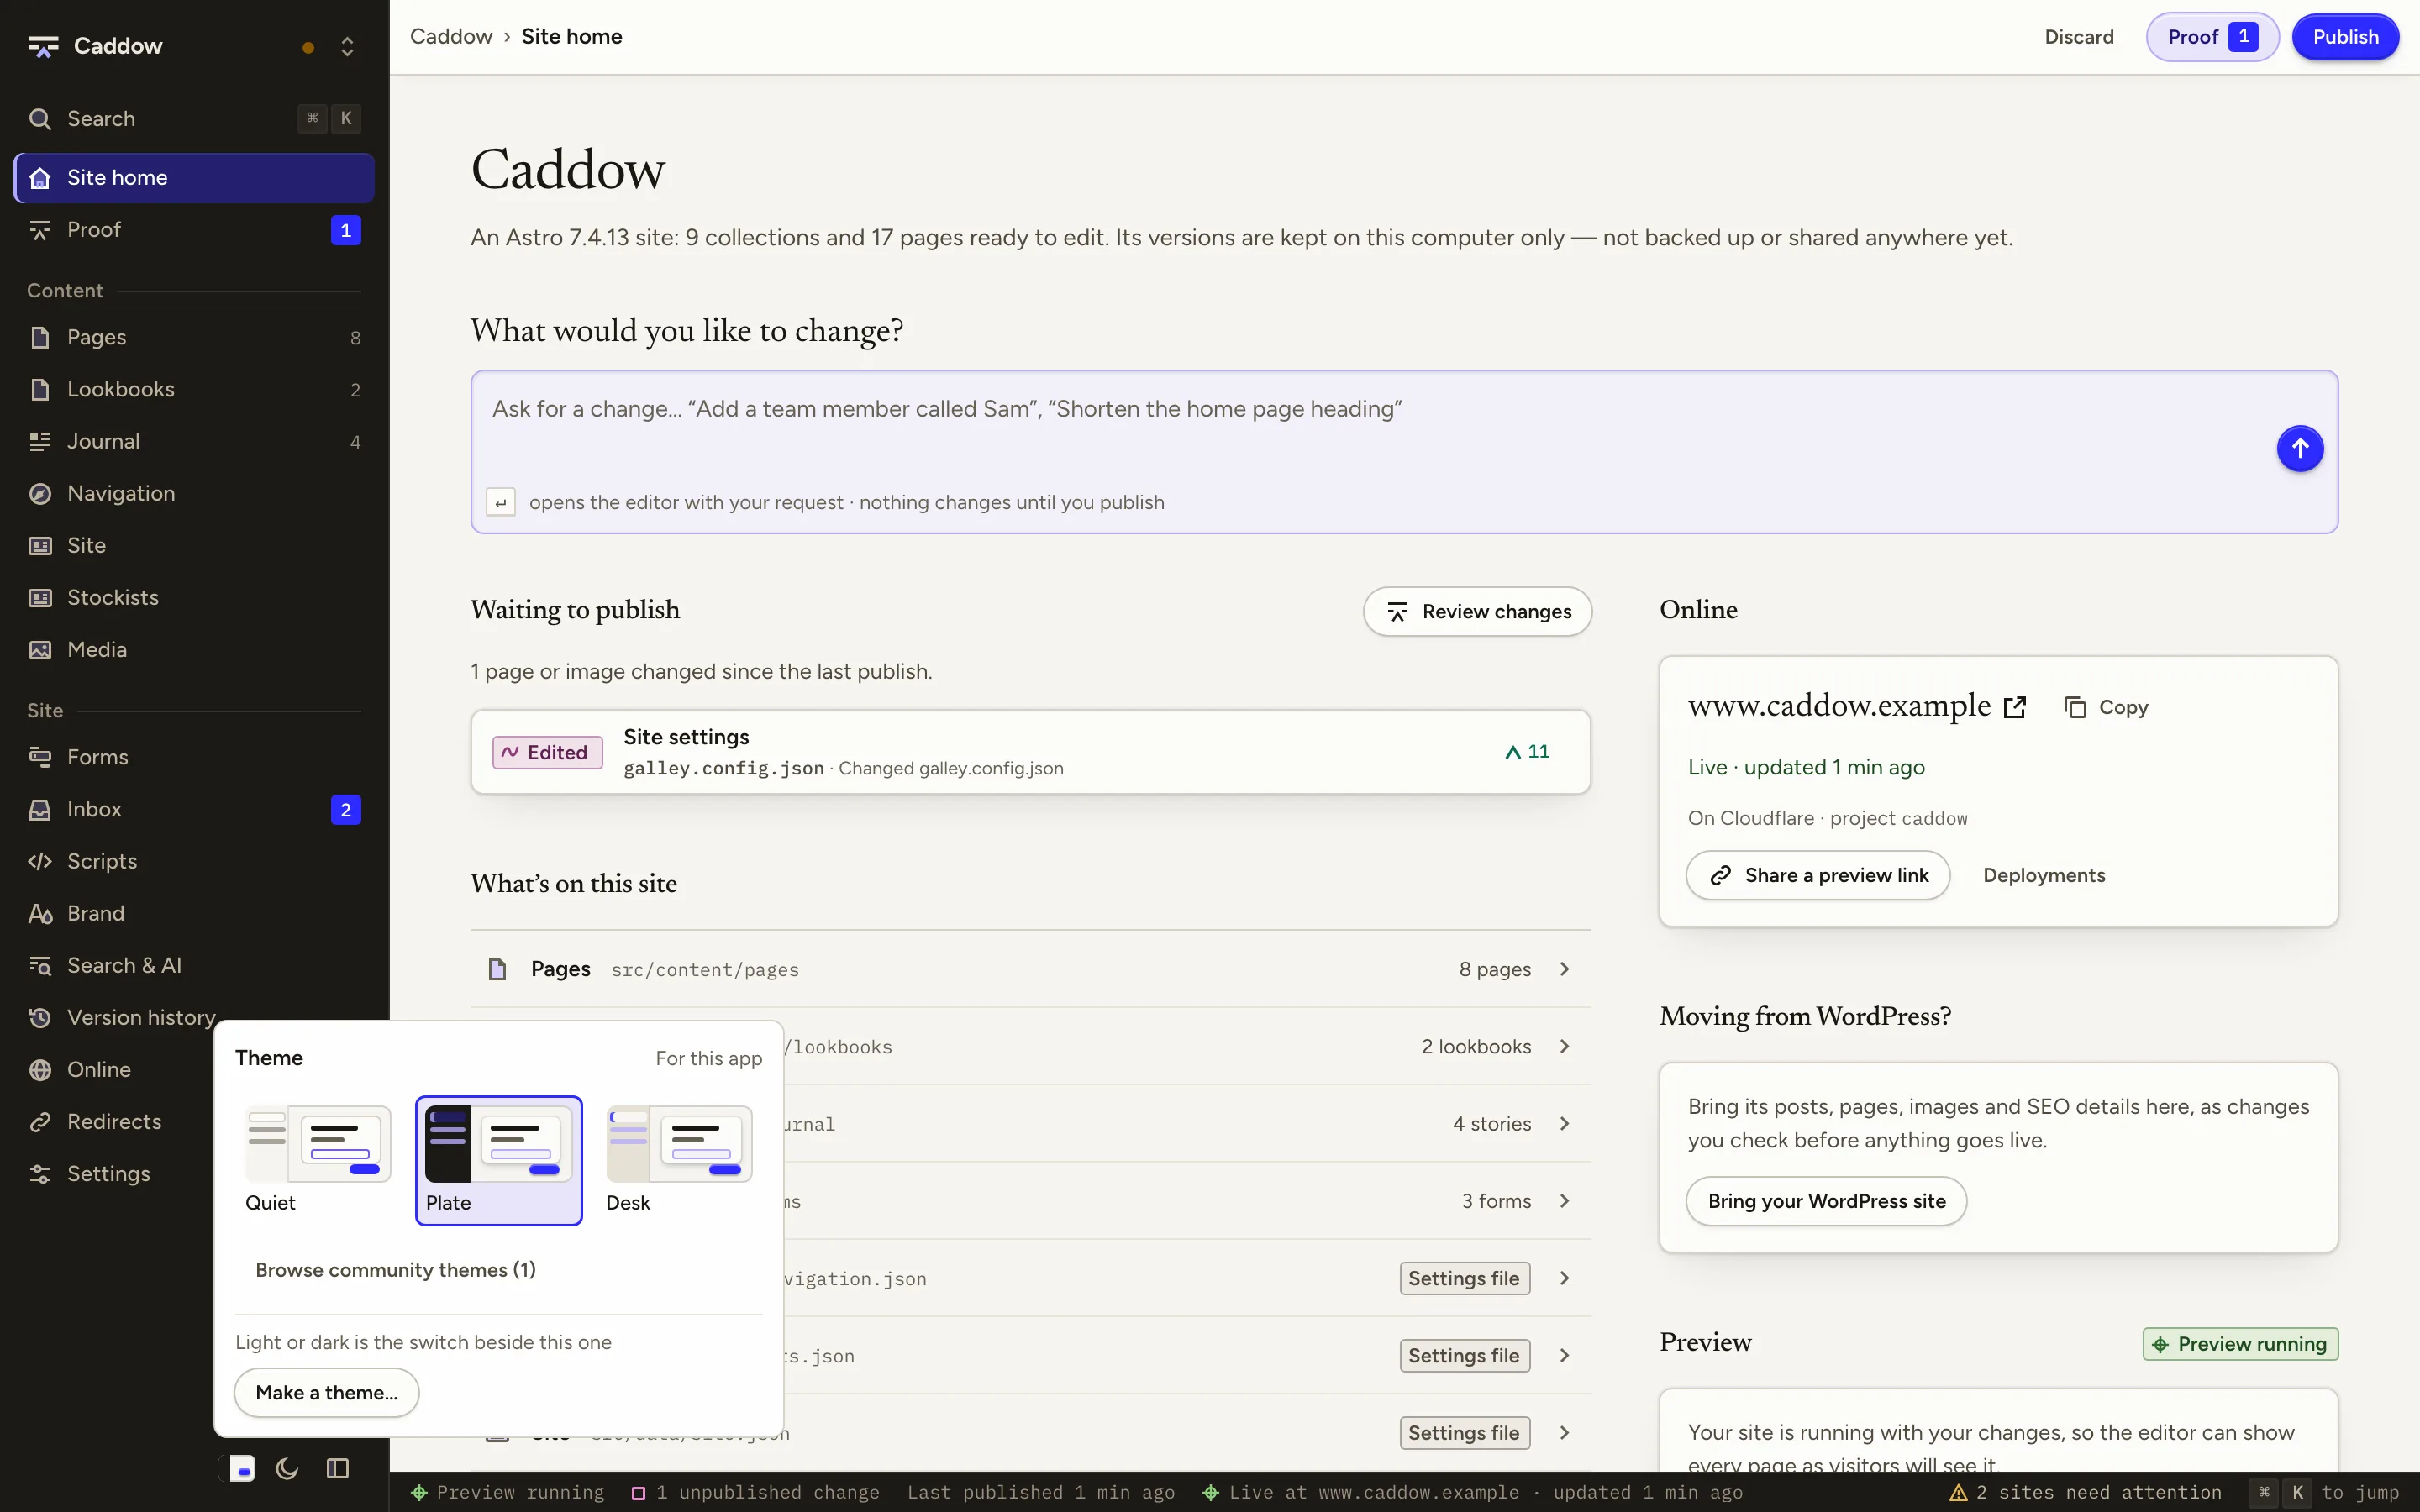 Caddow
Search ⌘ K
Site home
Proof 1
Content
Pages 8
Lookbooks 2
Journal 4
Navigation
Site
Stockists
Media
Site
Forms
Inbox 2
Scripts
Brand
Search & AI
Version history
Online
Redirects
Settings
Theme For this app
Quiet
Plate
Desk
Browse community themes (1)
Light or dark is the switch beside this one
Make a theme…
Caddow › Site home
Discard
Proof 1
Publish
Caddow
An Astro 7.4.13 site: 9 collections and 17 pages ready to edit. Its versions are kept on this computer only — not backed up or shared anywhere yet.
What would you like to change?
Ask for a change… “Add a team member called Sam”, “Shorten the home page heading”
↵ opens the editor with your request · nothing changes until you publish
Waiting to publish
Review changes
1 page or image changed since the last publish.
Edited
Site settings
galley.config.json · Changed galley.config.json
11
What’s on this site
Pages src/content/pages 8 pages
/lookbooks 2 lookbooks
urnal 4 stories
ms 3 forms
vigation.json Settings file
ts.json Settings file
Site src/data/site.json Settings file
Online
www.caddow.example
Copy
Live · updated 1 min ago
On Cloudflare · project caddow
Share a preview link
Deployments
Moving from WordPress?
Bring its posts, pages, images and SEO details here, as changes
you check before anything goes live.
Bring your WordPress site
Preview
Preview running
Your site is running with your changes, so the editor can show
every page as visitors will see it.
Preview running 1 unpublished change Last published 1 min ago Live at www.caddow.example · updated 1 min ago 2 sites need attention ⌘ K to jump